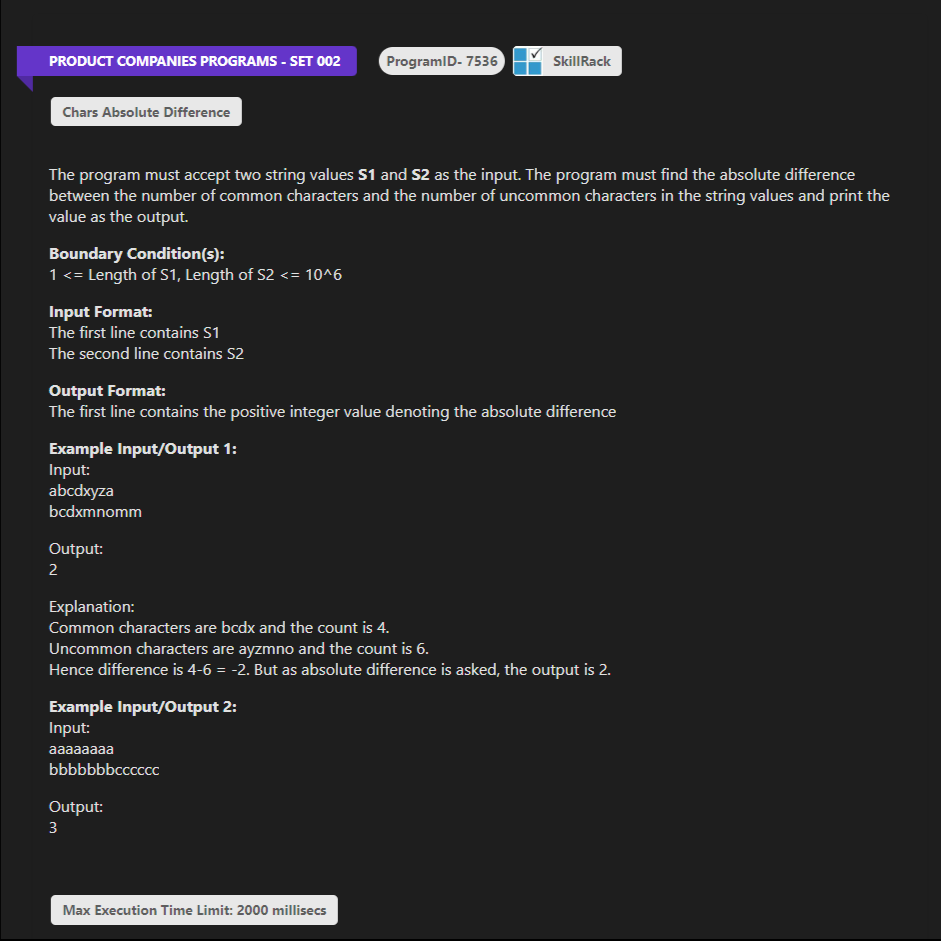 PRODUCT COMPANIES PROGRAMS - SET 002 ProgramID- 7536 SkillRack
Chars Absolute Difference
The program must accept two string values S1 and S2 as the input. The program must find the absolute difference
between the number of common characters and the number of uncommon characters in the string values and print the
value as the output.
Boundary Condition(s):
1 <= Length of S1, Length of S2 <= 10^6
Input Format:
The first line contains S1
The second line contains S2
Output Format:
The first line contains the positive integer value denoting the absolute difference
Example Input/Output 1:
Input:
abcdxyza
bcdxmnomm
Output:
2
Explanation:
Common characters are bcdx and the count is 4.
Uncommon characters are ayzmno and the count is 6.
Hence difference is 4-6 = -2. But as absolute difference is asked, the output is 2.
Example Input/Output 2:
Input:
aaaaaaaa
bbbbbbbcccccc
Output:
3
Max Execution Time Limit: 2000 millisecs